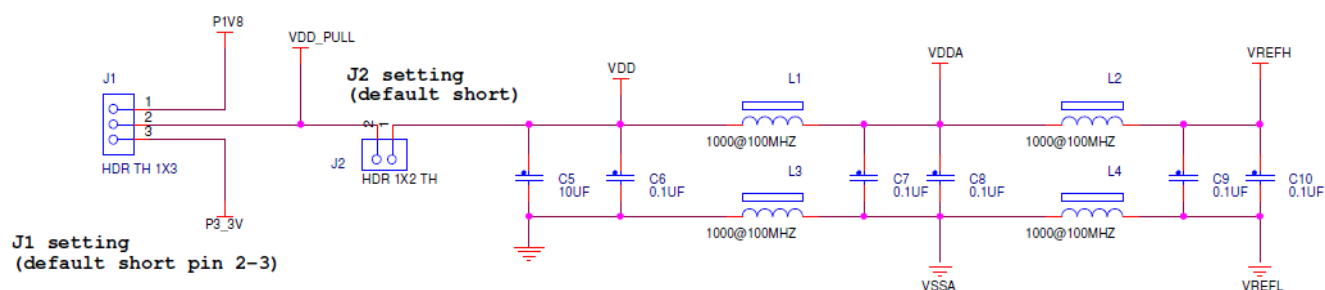 P1V8
VDD_PULL
J1
1
2
3
HDR TH 1X3
P3_3V
J1 setting
(default short pin 2-3)
J2 setting
(default short)
2
1
J2
HDR 1X2 TH
VDD
C5
10UF
C6
0.1UF
L1
1000@100MHZ
L3
1000@100MHZ
VDDA
C7
0.1UF
C8
0.1UF
VSSA
L2
1000@100MHZ
L4
1000@100MHZ
VREFH
C9
0.1UF
C10
0.1UF
VREFL